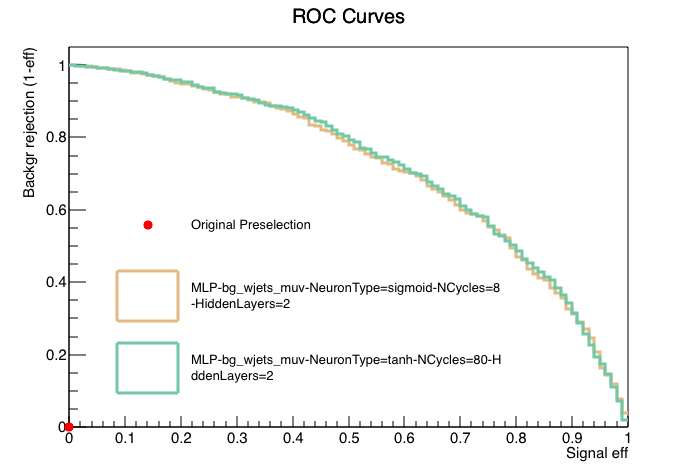 ROC Curves
Backgr rejection (1-eff)
1
0.8
0.6
0.4
0.2
0
Original Preselection
MLP-bg_wjets_muv-NeuronType=sigmoid-NCycles=8
-HiddenLayers=2
MLP-bg_wjets_muv-NeuronType=tanh-NCycles=80-H
ddenLayers=2
0 0.1 0.2 0.3 0.4 0.5 0.6 0.7 0.8 0.9 1
Signal eff